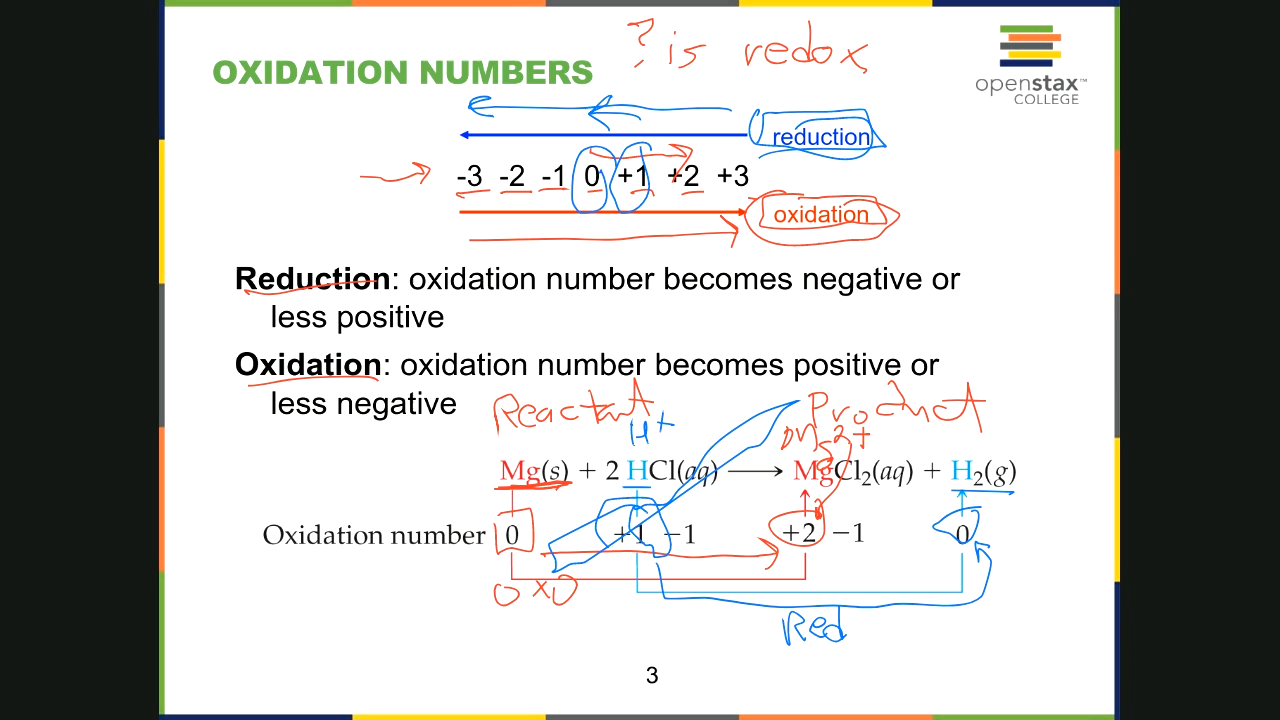 ? is redox
OXIDATION NUMBERS
openstax™
COLLEGE
reduction
-3 -2 -1 0 +1 +2 +3
oxidation
Reduction: oxidation number becomes negative or
less positive
Oxidation: oxidation number becomes positive or
less negative
Reactant Product
H+
Mg(s) + 2 HCl(aq) ⟶ MgCl₂(aq) + H₂(g)
Oxidation number 0 +1 −1 +2 −1 0
Red
3